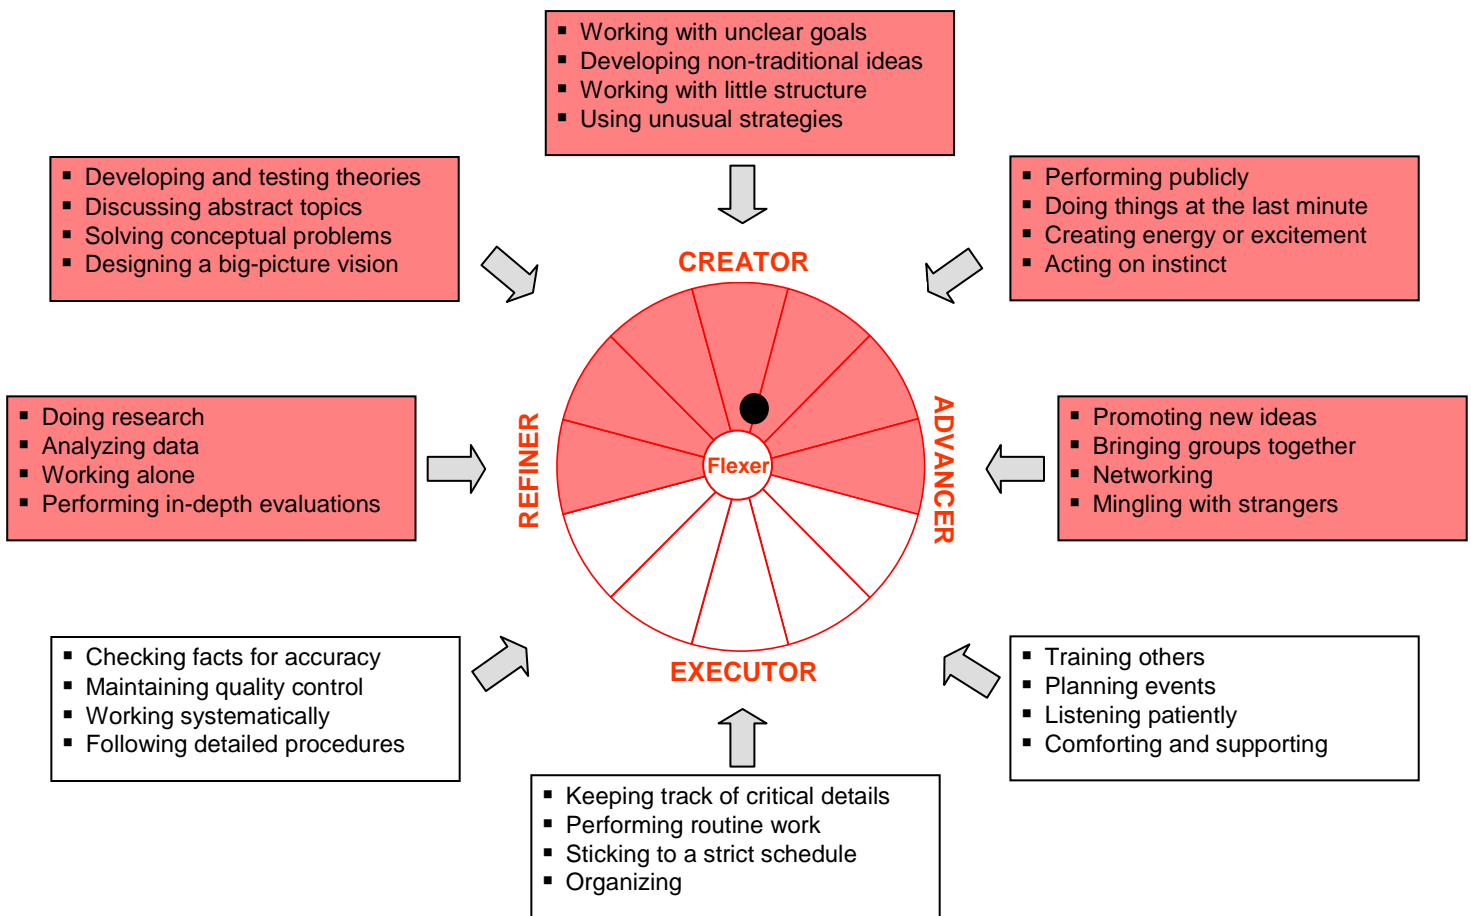 ▪ Working with unclear goals
▪ Developing non-traditional ideas
▪ Working with little structure
▪ Using unusual strategies
▪ Developing and testing theories
▪ Discussing abstract topics
▪ Solving conceptual problems
▪ Designing a big-picture vision
▪ Performing publicly
▪ Doing things at the last minute
▪ Creating energy or excitement
▪ Acting on instinct
CREATOR
▪ Doing research
▪ Analyzing data
▪ Working alone
▪ Performing in-depth evaluations
REFINER
Flexer
ADVANCER
▪ Promoting new ideas
▪ Bringing groups together
▪ Networking
▪ Mingling with strangers
▪ Checking facts for accuracy
▪ Maintaining quality control
▪ Working systematically
▪ Following detailed procedures
EXECUTOR
▪ Training others
▪ Planning events
▪ Listening patiently
▪ Comforting and supporting
▪ Keeping track of critical details
▪ Performing routine work
▪ Sticking to a strict schedule
▪ Organizing